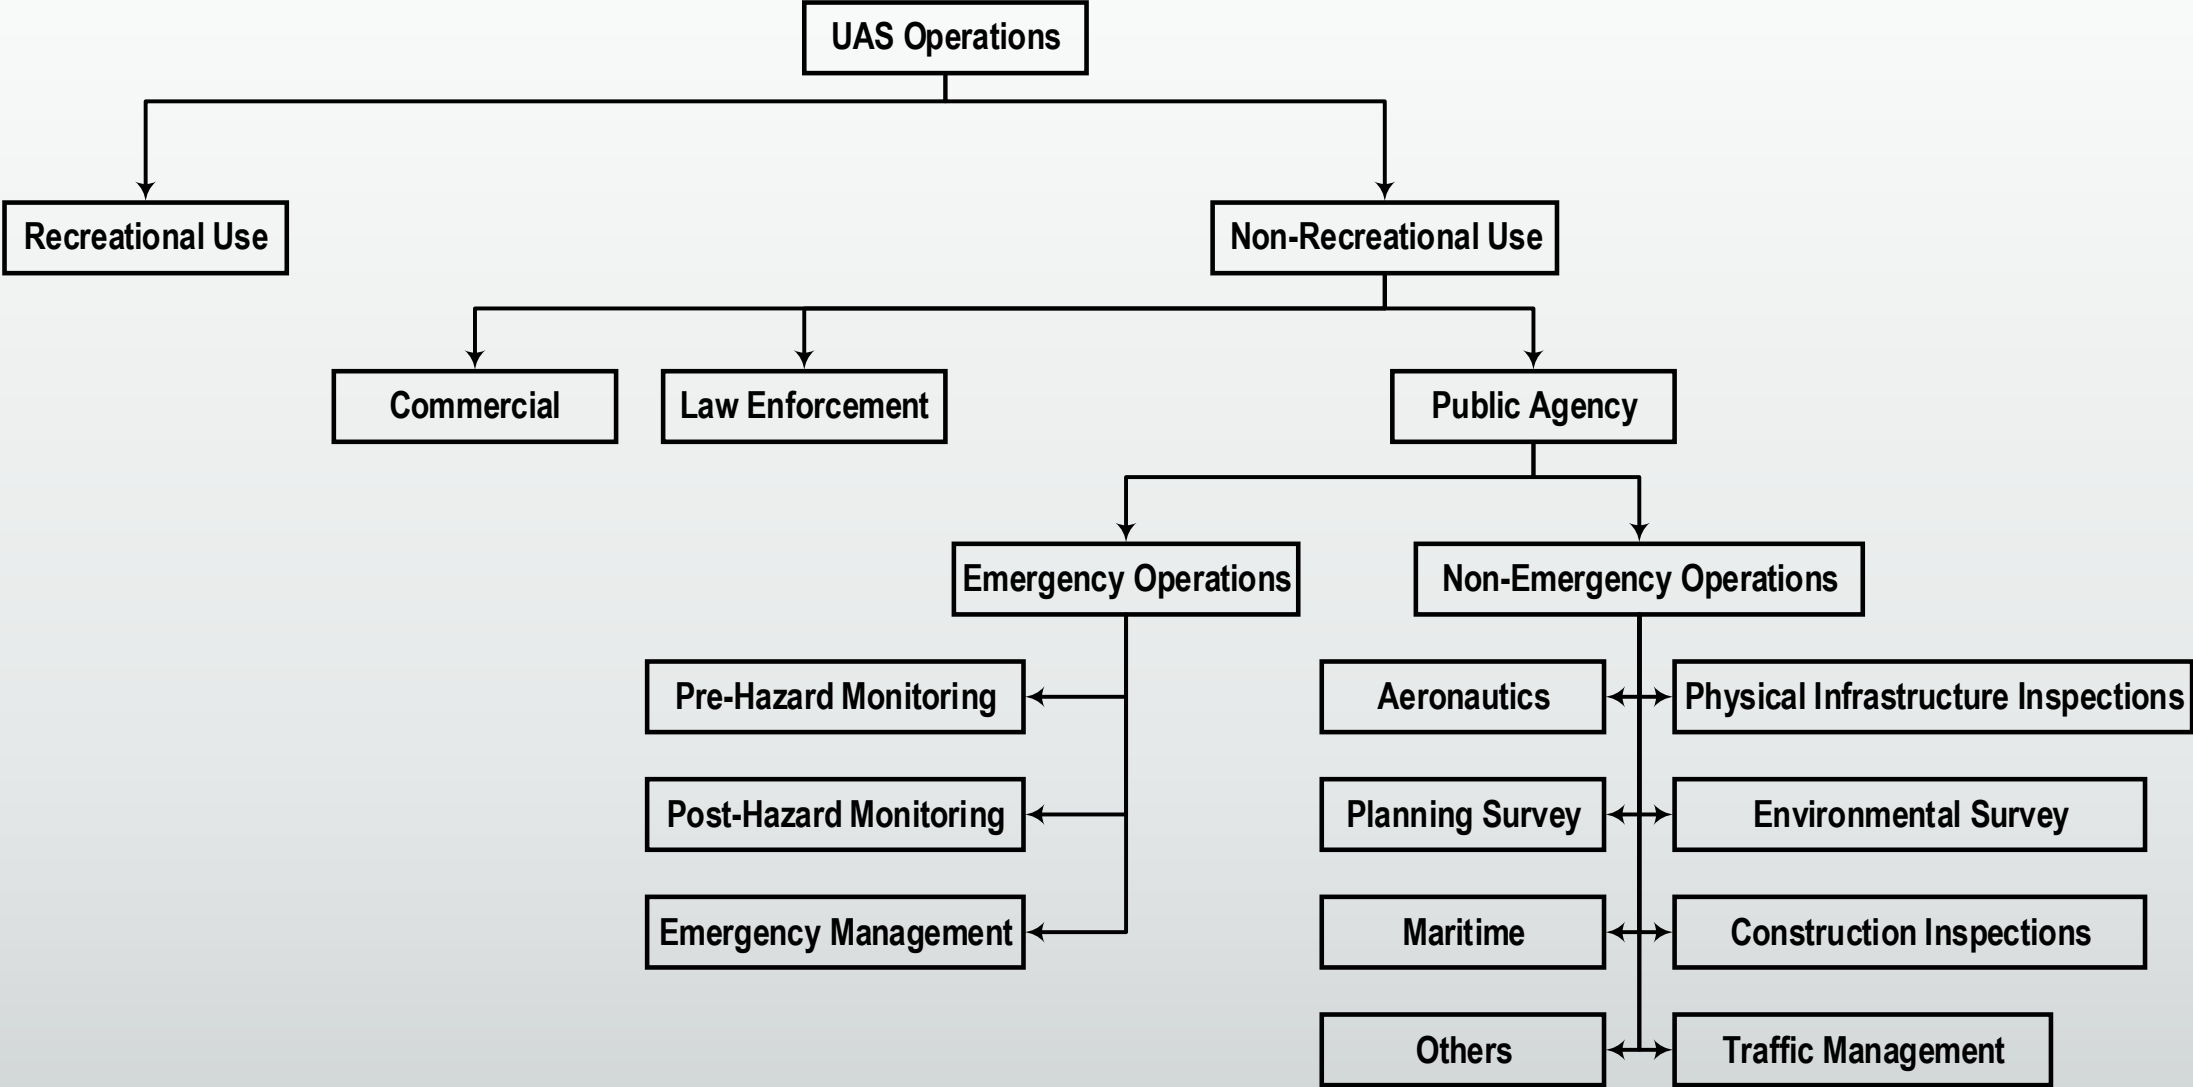 UAS Operations
Recreational Use
Non-Recreational Use
Commercial
Law Enforcement
Public Agency
Emergency Operations
Non-Emergency Operations
Pre-Hazard Monitoring
Aeronautics
Physical Infrastructure Inspections
Post-Hazard Monitoring
Planning Survey
Environmental Survey
Emergency Management
Maritime
Construction Inspections
Others
Traffic Management